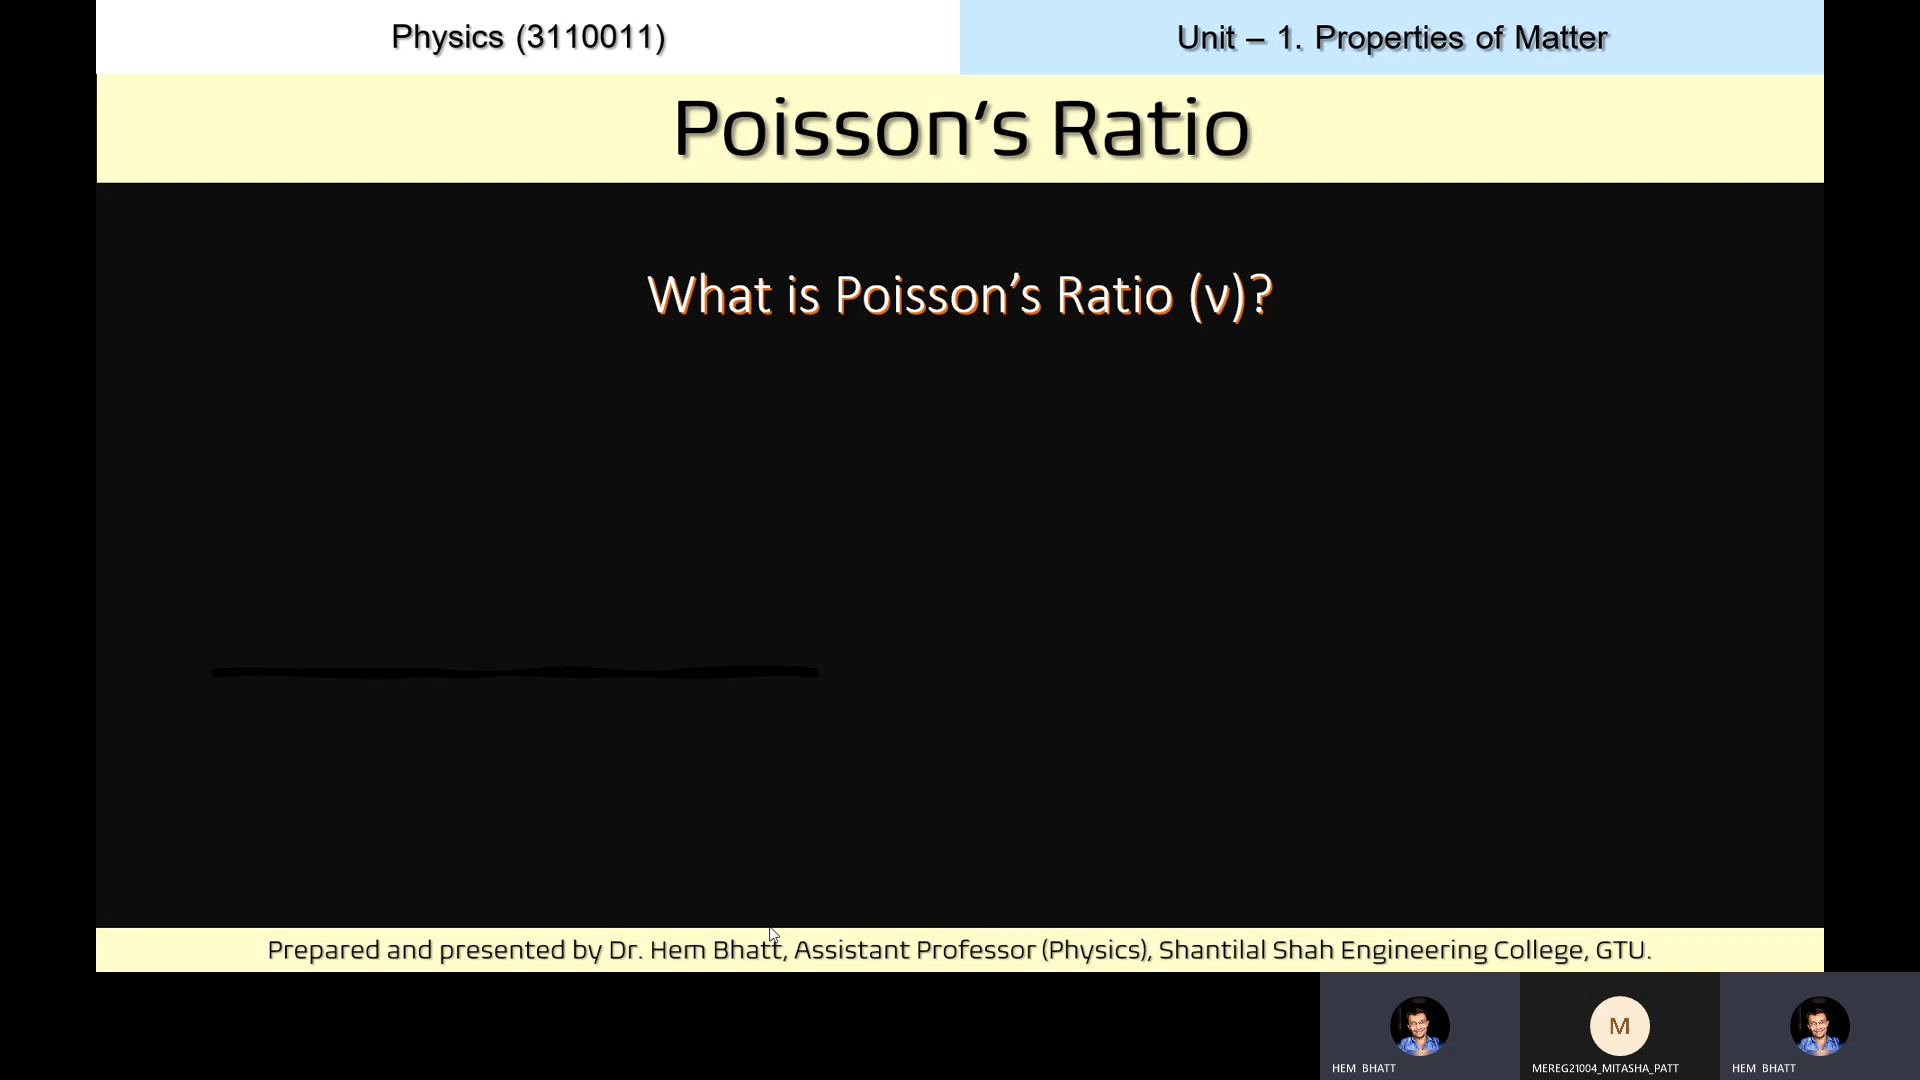 Physics (3110011)
Unit – 1. Properties of Matter
Poisson‘s Ratio
What is Poisson’s Ratio (ν)?
Prepared and presented by Dr. Hem Bhatt, Assistant Professor (Physics), Shantilal Shah Engineering College, GTU.
M
HEM BHATT
MEREG21004_MITASHA_PATT
HEM BHATT